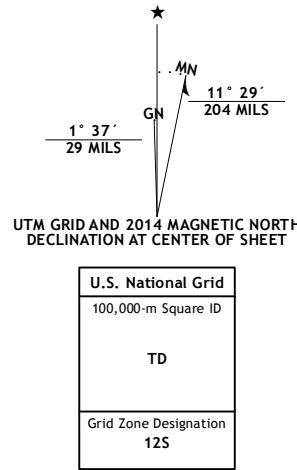 MN
11° 29´
204 MILS
GN
1° 37´
29 MILS
UTM GRID AND 2014 MAGNETIC NORTH
DECLINATION AT CENTER OF SHEET
U.S. National Grid
100,000-m Square ID
TD
Grid Zone Designation
12S